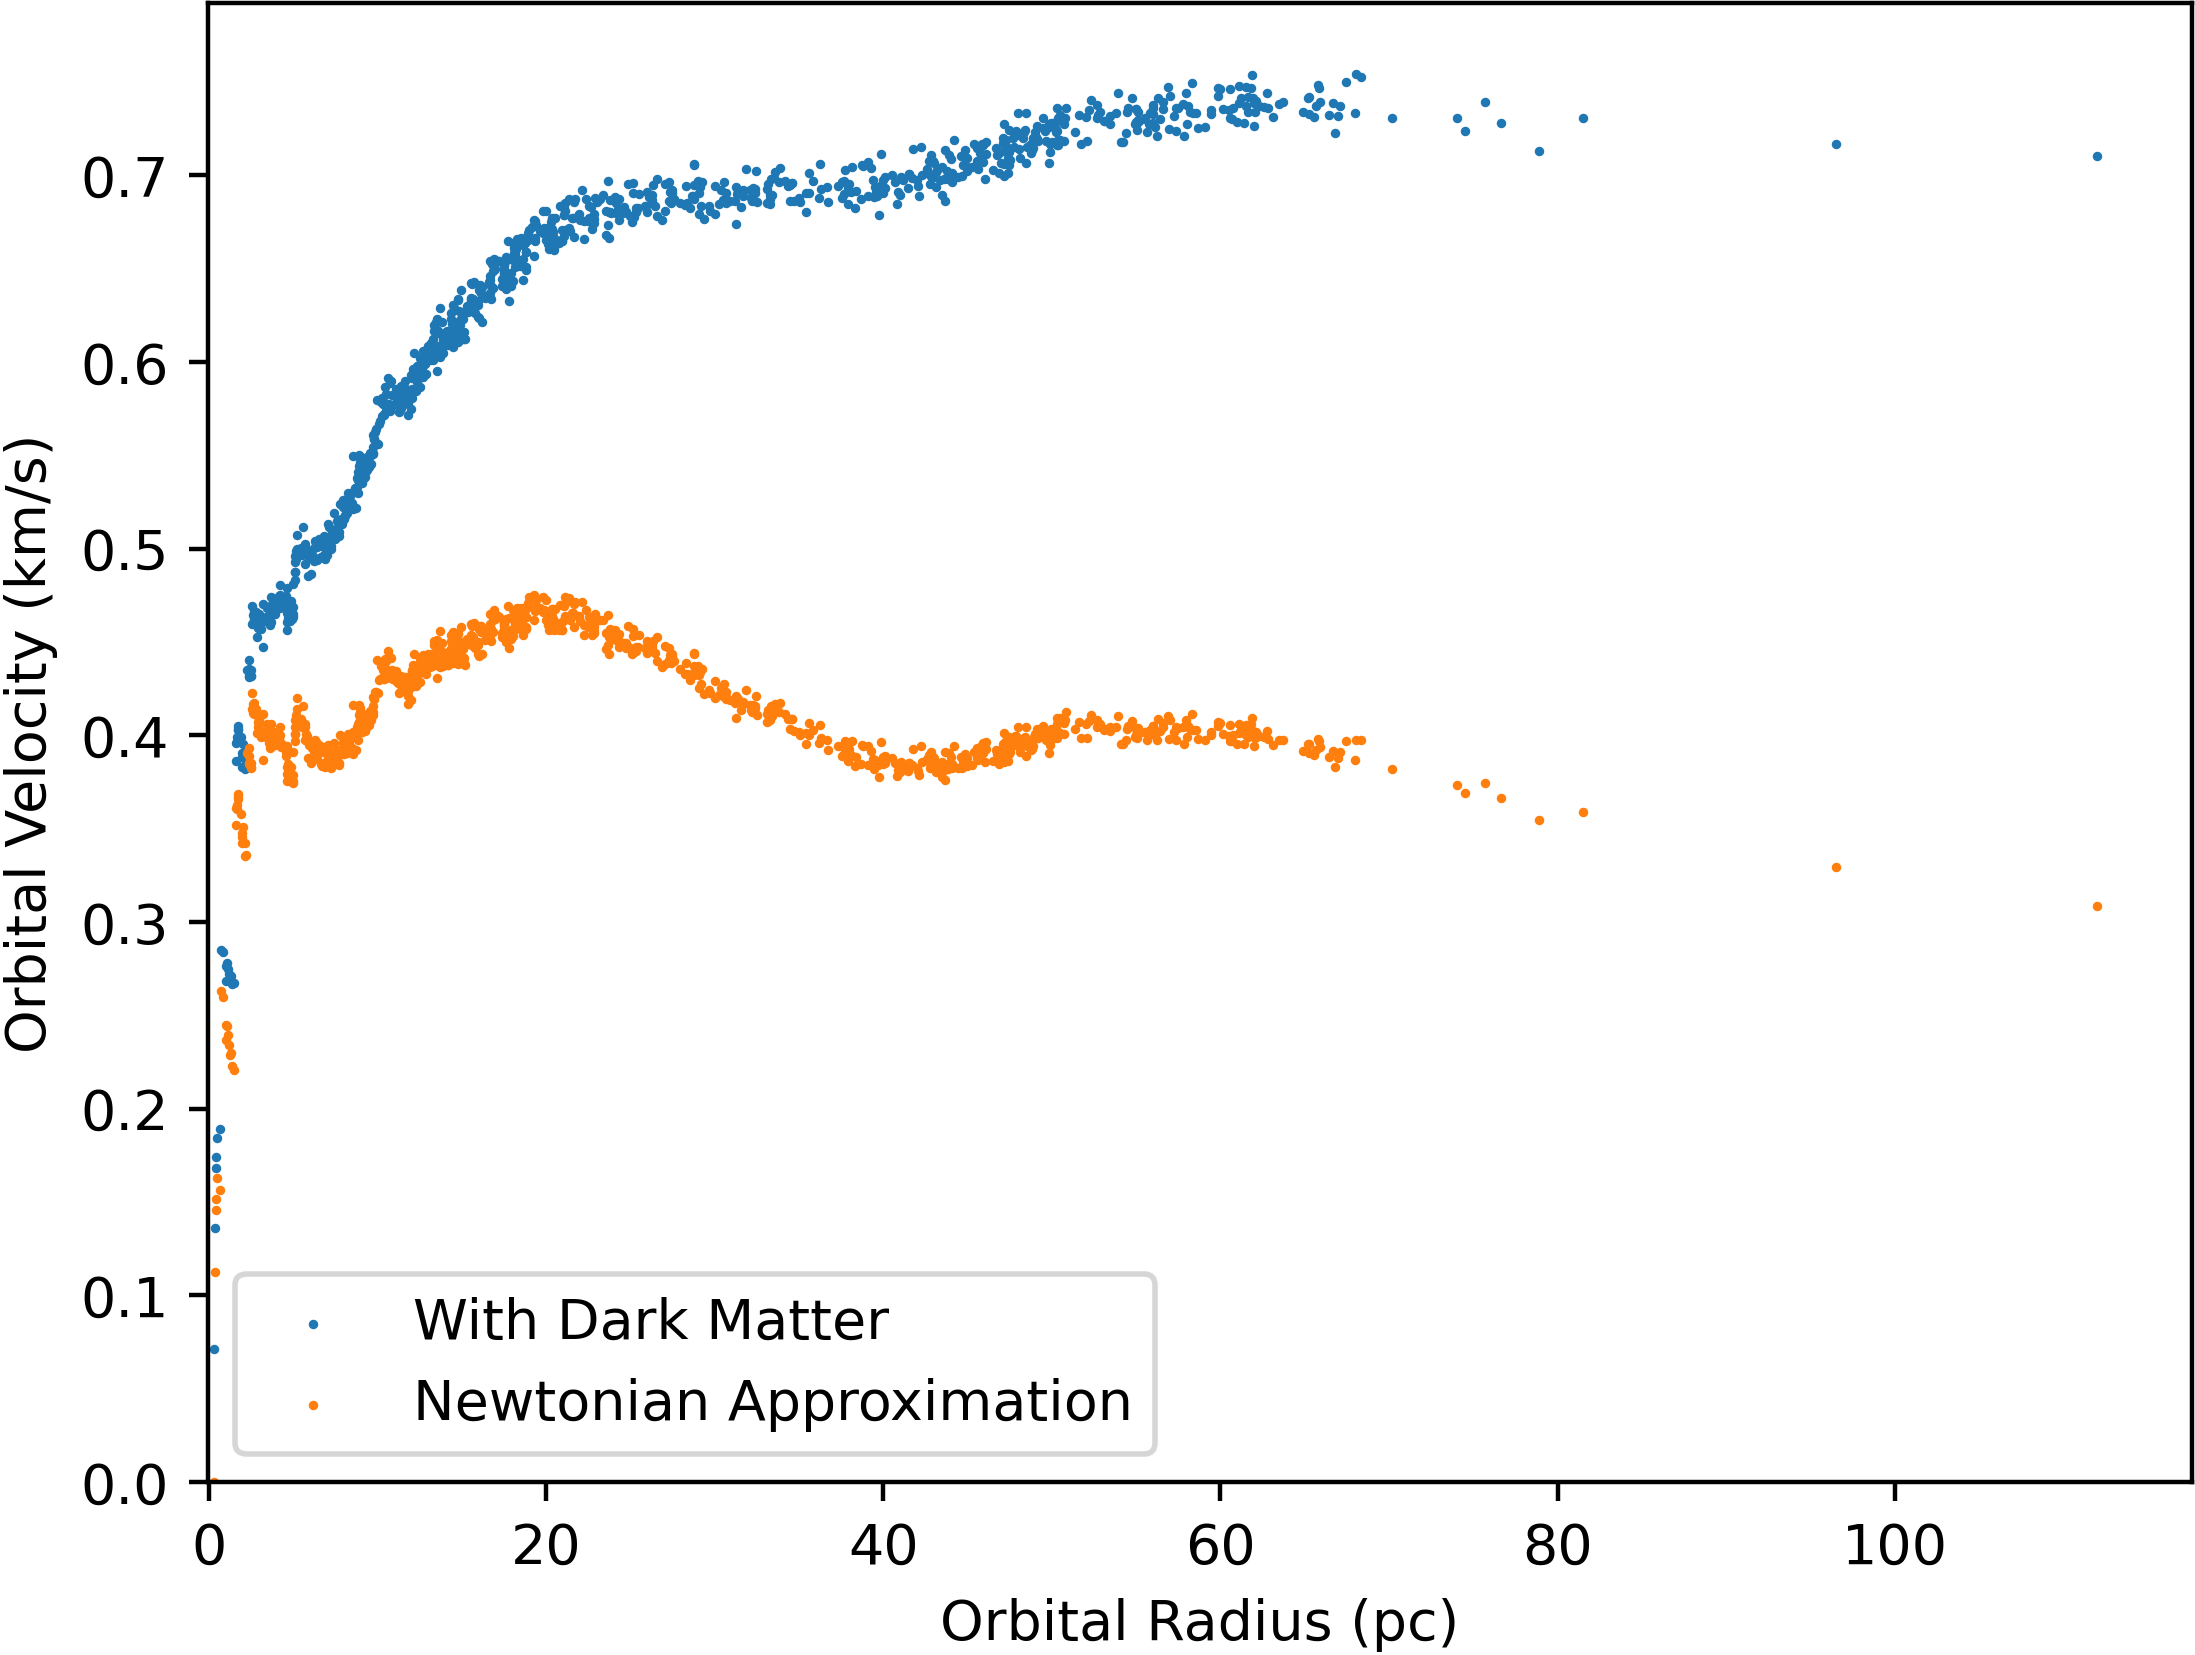 Orbital Velocity (km/s)
0.7
0.6
0.5
0.4
0.3
0.2
0.1
0.0
With Dark Matter
Newtonian Approximation
0 20 40 60 80 100
Orbital Radius (pc)